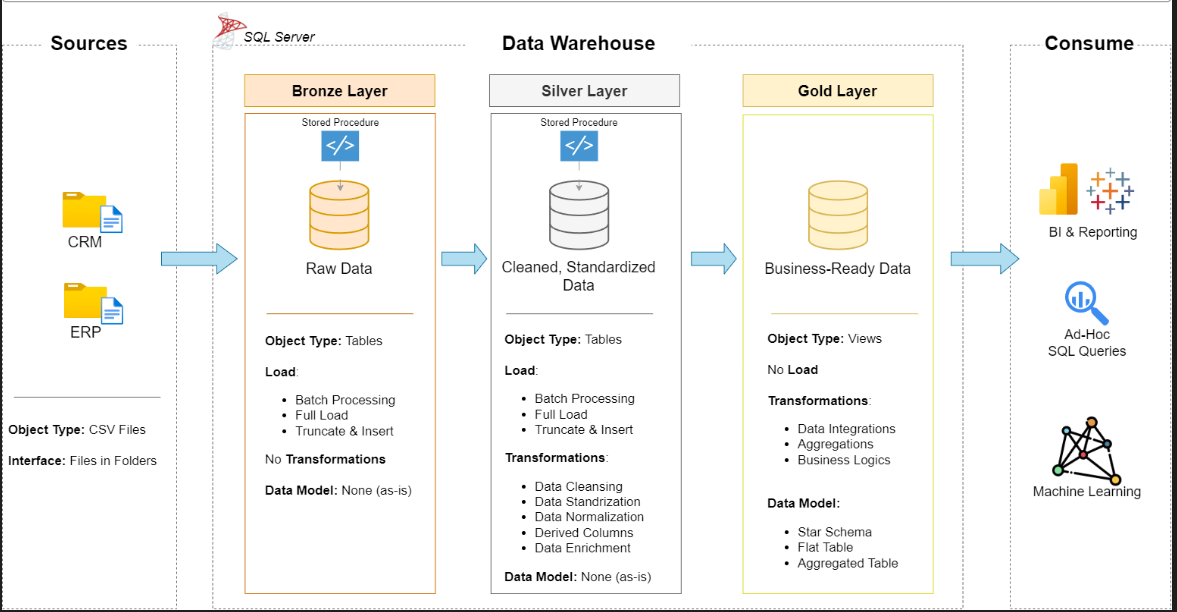 Sources
CRM
ERP
Object Type: CSV Files
Interface: Files in Folders
SQL Server
Data Warehouse
Bronze Layer
Stored Procedure
</>
Raw Data
Object Type: Tables
Load:
Batch Processing
Full Load
Truncate & Insert
No Transformations
Data Model: None (as-is)
Silver Layer
Stored Procedure
</>
Cleaned, Standardized
Data
Object Type: Tables
Load:
Batch Processing
Full Load
Truncate & Insert
Transformations:
Data Cleansing
Data Standrization
Data Normalization
Derived Columns
Data Enrichment
Data Model: None (as-is)
Gold Layer
Business-Ready Data
Object Type: Views
No Load
Transformations:
Data Integrations
Aggregations
Business Logics
Data Model:
Star Schema
Flat Table
Aggregated Table
Consume
BI & Reporting
Ad-Hoc
SQL Queries
Machine Learning